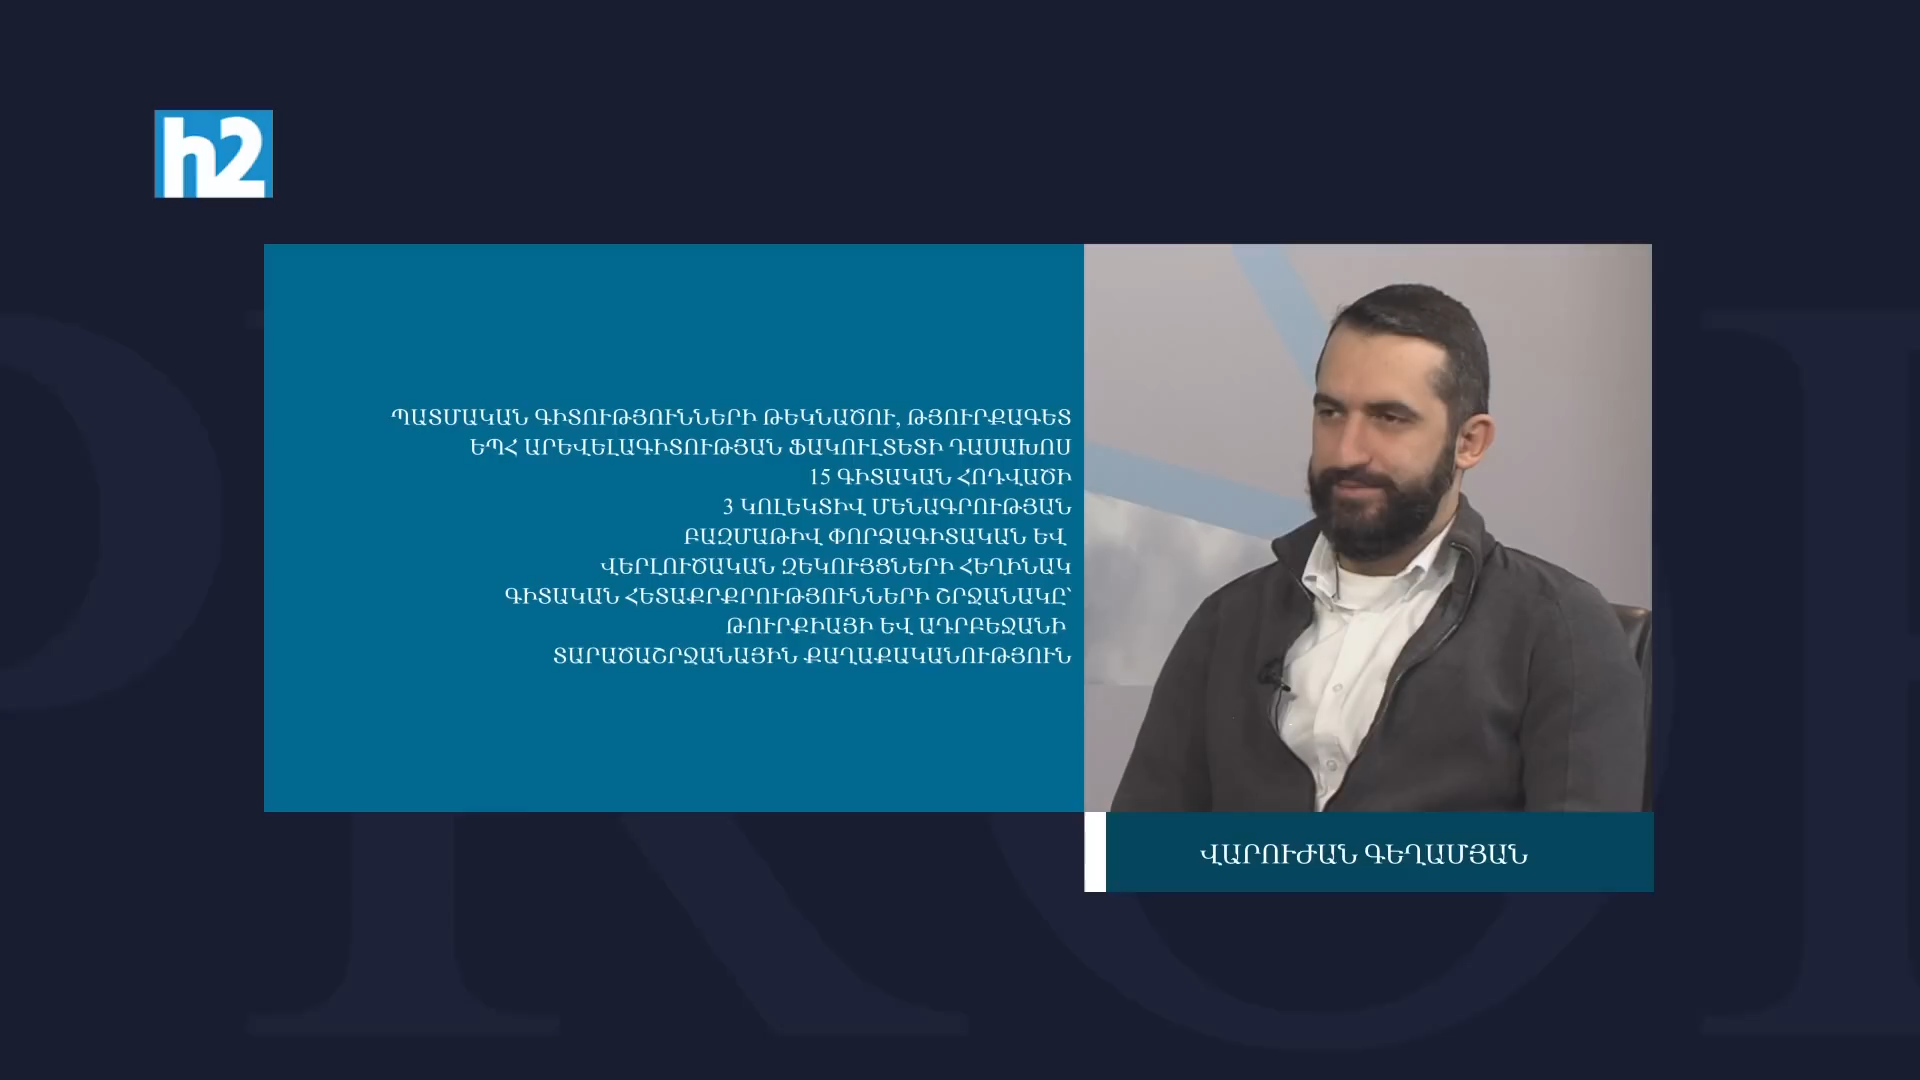 h2
ՊԱՏՄԱԿԱՆ ԳԻՏՈՒԹՅՈՒՆՆԵՐԻ ԹԵԿՆԱԾՈՒ, ԹՅՈՒՐՔԱԳԵՏ
ԵՊՀ ԱՐԵՎԵԼԱԳԻՏՈՒԹՅԱՆ ՖԱԿՈՒԼՏԵՏԻ ԴԱՍԱԽՈՍ
15 ԳԻՏԱԿԱՆ ՀՈԴՎԱԾԻ
3 ԿՈԼԵԿՏԻՎ ՄԵՆԱԳՐՈՒԹՅԱՆ
ԲԱԶՄԱԹԻՎ ՓՈՐՁԱԳԻՏԱԿԱՆ ԵՎ
ՎԵՐԼՈՒԾԱԿԱՆ ԶԵԿՈՒՅՑՆԵՐԻ ՀԵՂԻՆԱԿ
ԳԻՏԱԿԱՆ ՀԵՏԱՔՐՔՐՈՒԹՅՈՒՆՆԵՐԻ ՇՐՋԱՆԱԿԸ՝
ԹՈՒՐՔԻԱՅԻ ԵՎ ԱԴՐԲԵՋԱՆԻ
ՏԱՐԱԾԱՇՐՋԱՆԱՅԻՆ ՔԱՂԱՔԱԿԱՆՈՒԹՅՈՒՆ
ՎԱՐՈՒԺԱՆ ԳԵՂԱՄՅԱՆ